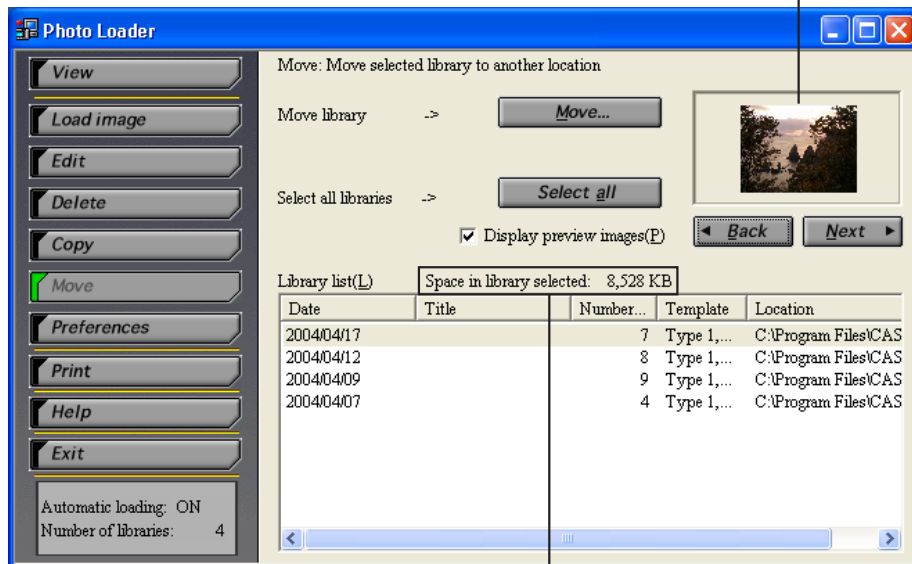 Photo Loader
View
Load image
Edit
Delete
Copy
Move
Preferences
Print
Help
Exit
Automatic loading: ON
Number of libraries: 4
Move: Move selected library to another location
Move library -> Move...
Select all libraries -> Select all
Display preview images(P)
Back Next
Library list(L) Space in library selected: 8,528 KB
Date Title Number... Template Location
2004/04/17 7 Type 1,... C:\Program Files\CAS
2004/04/12 8 Type 1,... C:\Program Files\CAS
2004/04/09 9 Type 1,... C:\Program Files\CAS
2004/04/07 4 Type 1,... C:\Program Files\CAS